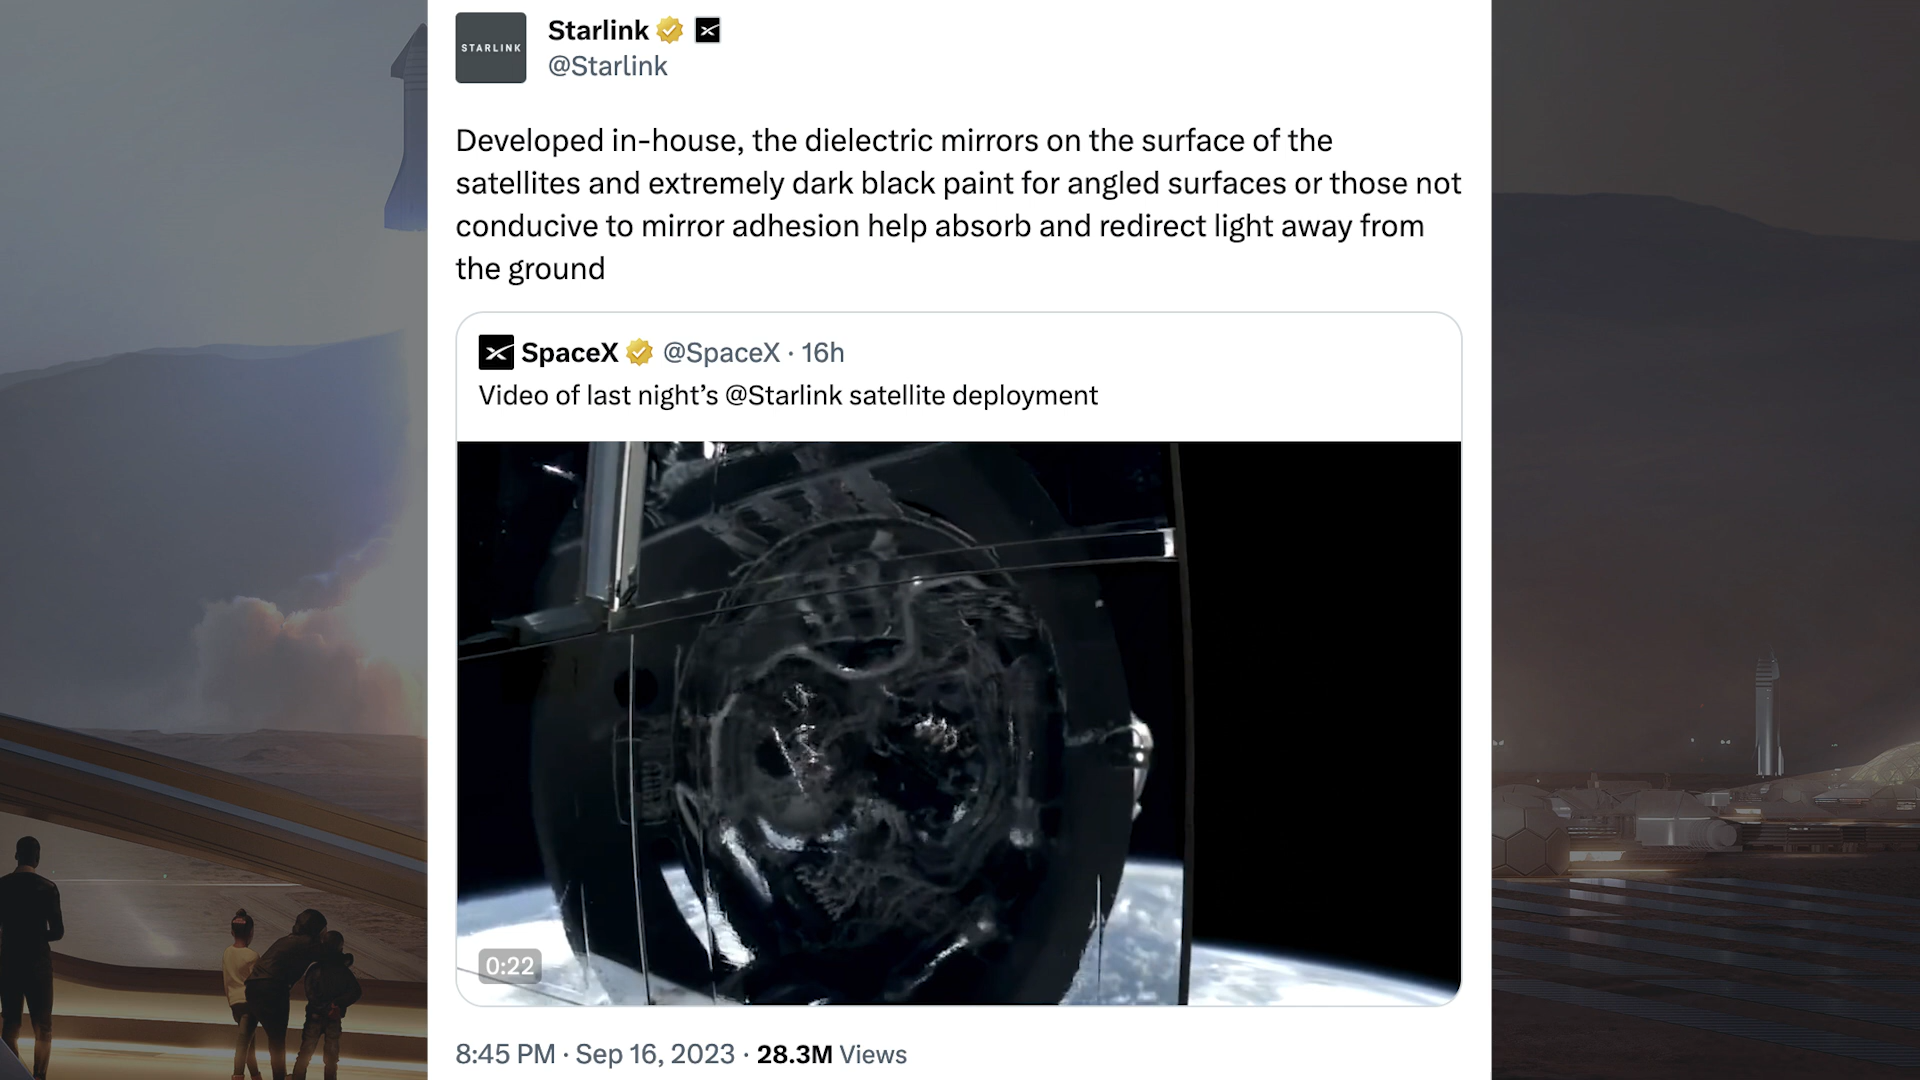 STARLINK
Starlink
@Starlink
Developed in-house, the dielectric mirrors on the surface of the
satellites and extremely dark black paint for angled surfaces or those not
conducive to mirror adhesion help absorb and redirect light away from
the ground
SpaceX @SpaceX · 16h
Video of last night’s @Starlink satellite deployment
0:22
8:45 PM · Sep 16, 2023 · 28.3M Views